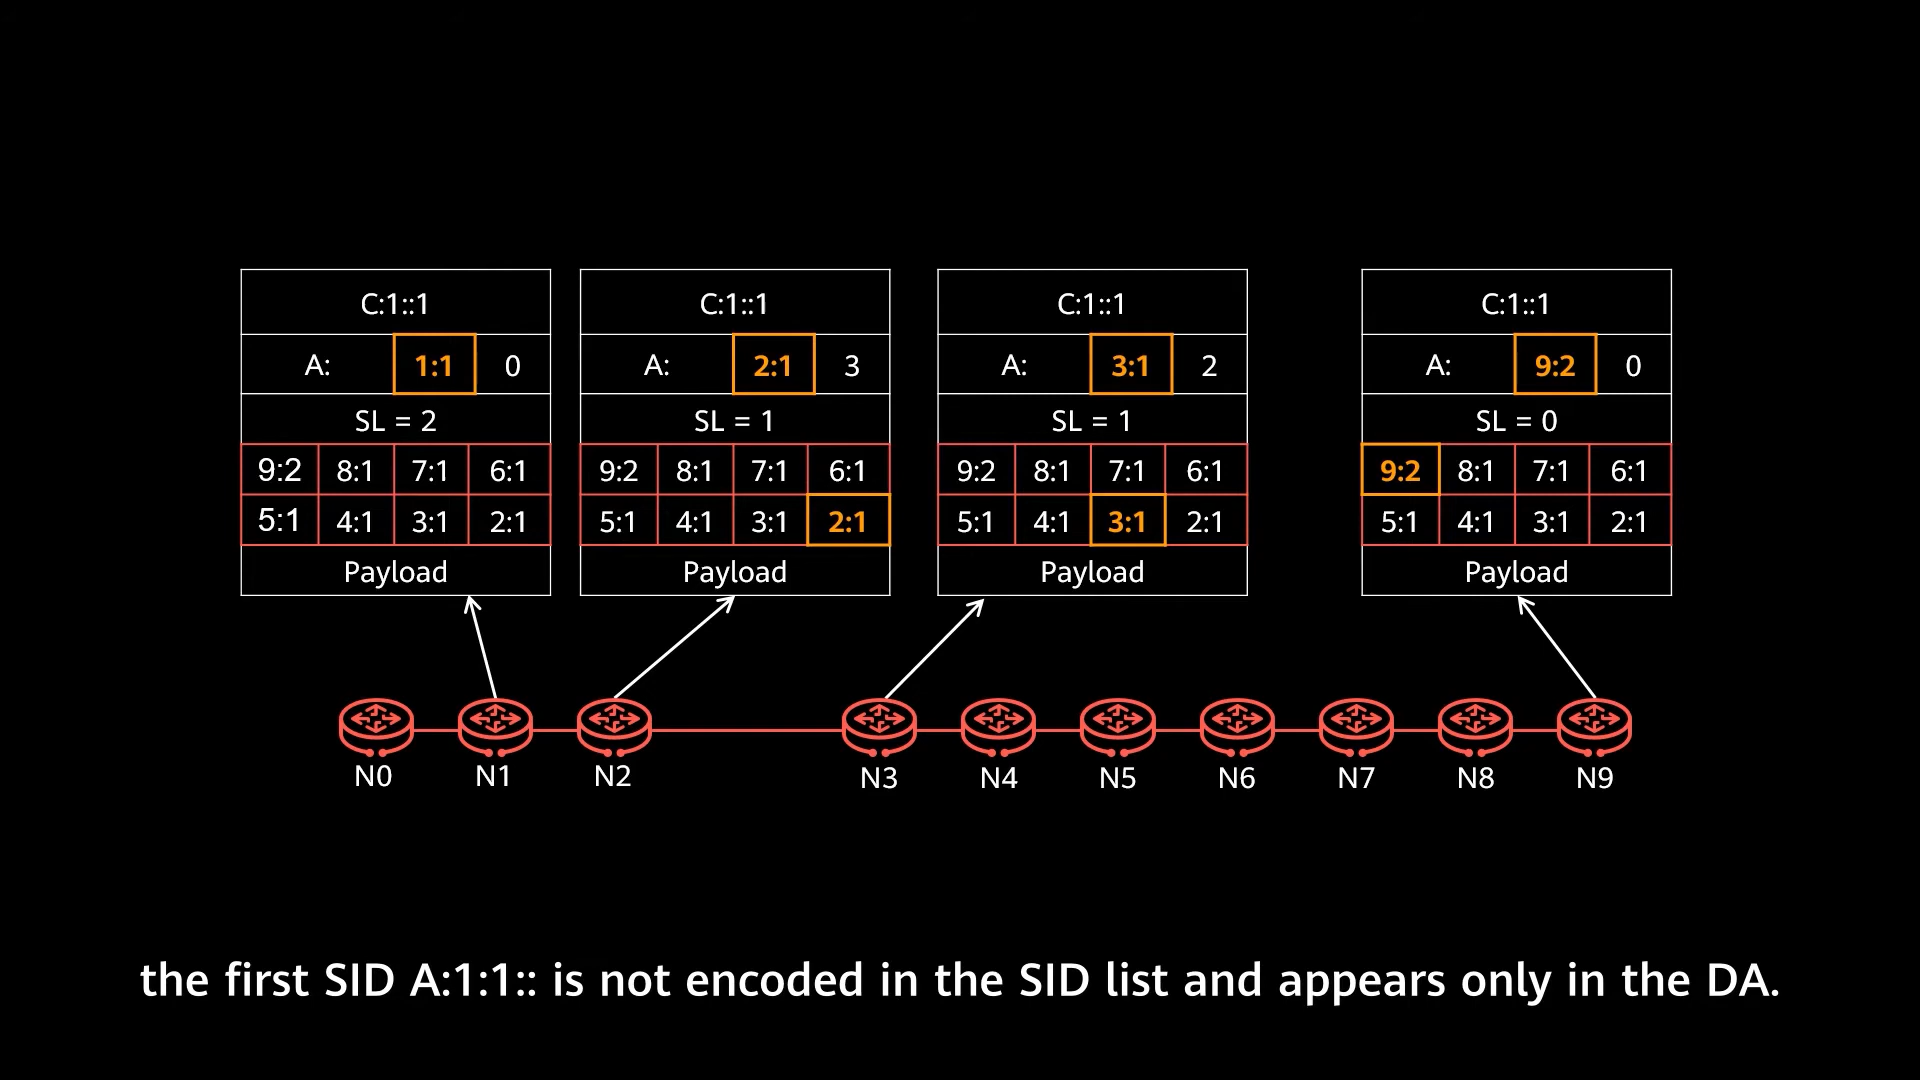 C:1::1
A: 1:1 0
SL = 2
9:2 8:1 7:1 6:1
5:1 4:1 3:1 2:1
Payload
C:1::1
A: 2:1 3
SL = 1
9:2 8:1 7:1 6:1
5:1 4:1 3:1 2:1
Payload
C:1::1
A: 3:1 2
SL = 1
9:2 8:1 7:1 6:1
5:1 4:1 3:1 2:1
Payload
C:1::1
A: 9:2 0
SL = 0
9:2 8:1 7:1 6:1
5:1 4:1 3:1 2:1
Payload
N0 N1 N2 N3 N4 N5 N6 N7 N8 N9
the first SID A:1:1:: is not encoded in the SID list and appears only in the DA.